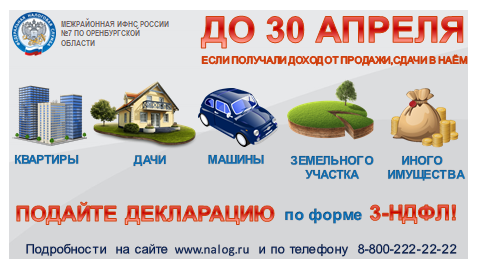 МЕЖРАЙОННАЯ ИФНС РОССИИ
№7 ПО ОРЕНБУРГСКОЙ
ОБЛАСТИ
ДО 30 АПРЕЛЯ
ЕСЛИ ПОЛУЧАЛИ ДОХОД ОТ ПРОДАЖИ,СДАЧИ В НАЁМ
КВАРТИРЫ
ДАЧИ
МАШИНЫ
ЗЕМЕЛЬНОГО
УЧАСТКА
ИНОГО
ИМУЩЕСТВА
ПОДАЙТЕ ДЕКЛАРАЦИЮ по форме 3-НДФЛ!
Подробности на сайте www.nalog.ru и по телефону 8-800-222-22-22